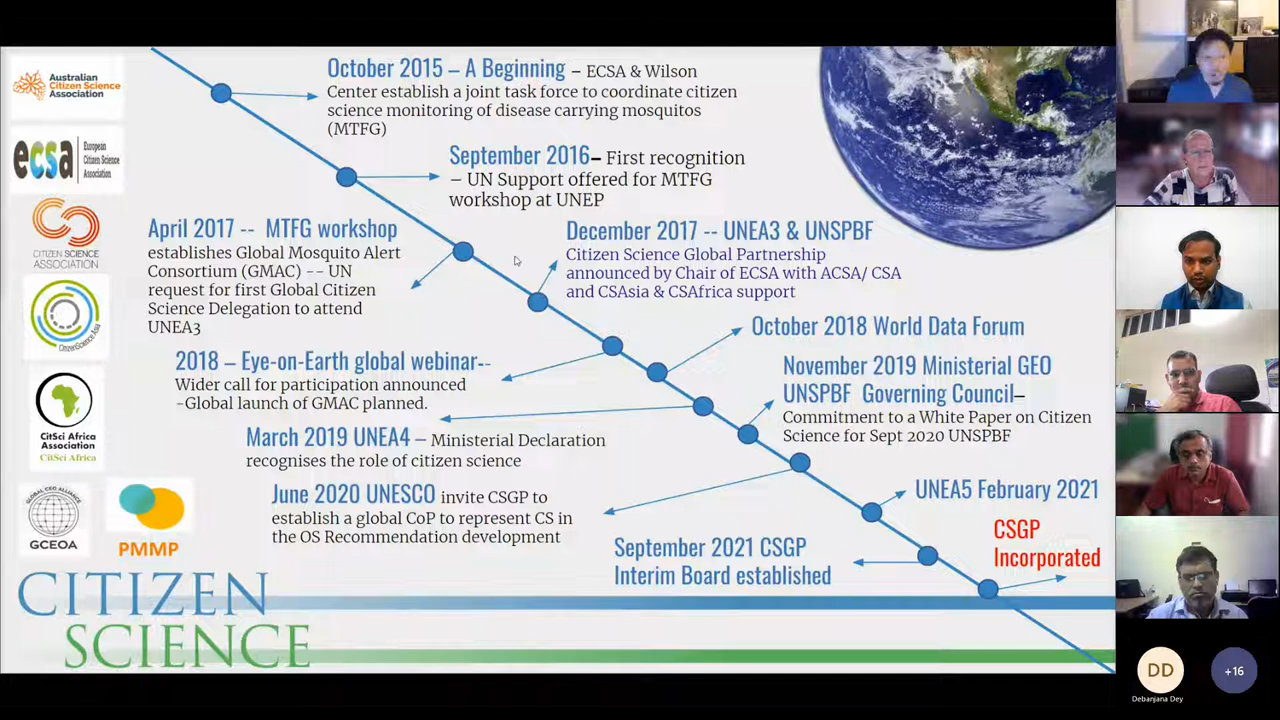 October 2015 – A Beginning – ECSA & Wilson
Center establish a joint task force to coordinate citizen
science monitoring of disease carrying mosquitos
(MTFG)
September 2016– First recognition
– UN Support offered for MTFG
workshop at UNEP
April 2017 -- MTFG workshop
establishes Global Mosquito Alert
Consortium (GMAC) -- UN
request for first Global Citizen
Science Delegation to attend
UNEA3
December 2017 -- UNEA3 & UNSPBF
Citizen Science Global Partnership
announced by Chair of ECSA with ACSA/ CSA
and CSAsia & CSAfrica support
2018 – Eye-on-Earth global webinar--
Wider call for participation announced
-Global launch of GMAC planned.
October 2018 World Data Forum
March 2019 UNEA4 – Ministerial Declaration
recognises the role of citizen science
November 2019 Ministerial GEO
UNSPBF Governing Council–
Commitment to a White Paper on Citizen
Science for Sept 2020 UNSPBF
June 2020 UNESCO invite CSGP to
establish a global CoP to represent CS in
the OS Recommendation development
UNEA5 February 2021
September 2021 CSGP
Interim Board established
CSGP
Incorporated
Australian
Citizen Science
Association
ecsa
European
Citizen Science
Association
CITIZEN SCIENCE
ASSOCIATION
CitizenScience.Asia
CitSci Africa
Association
CitSci Africa
GLOBAL CEO ALLIANCE
GCEOA
PMMP
CITIZEN
SCIENCE
DD
Debanjana Dey
+16